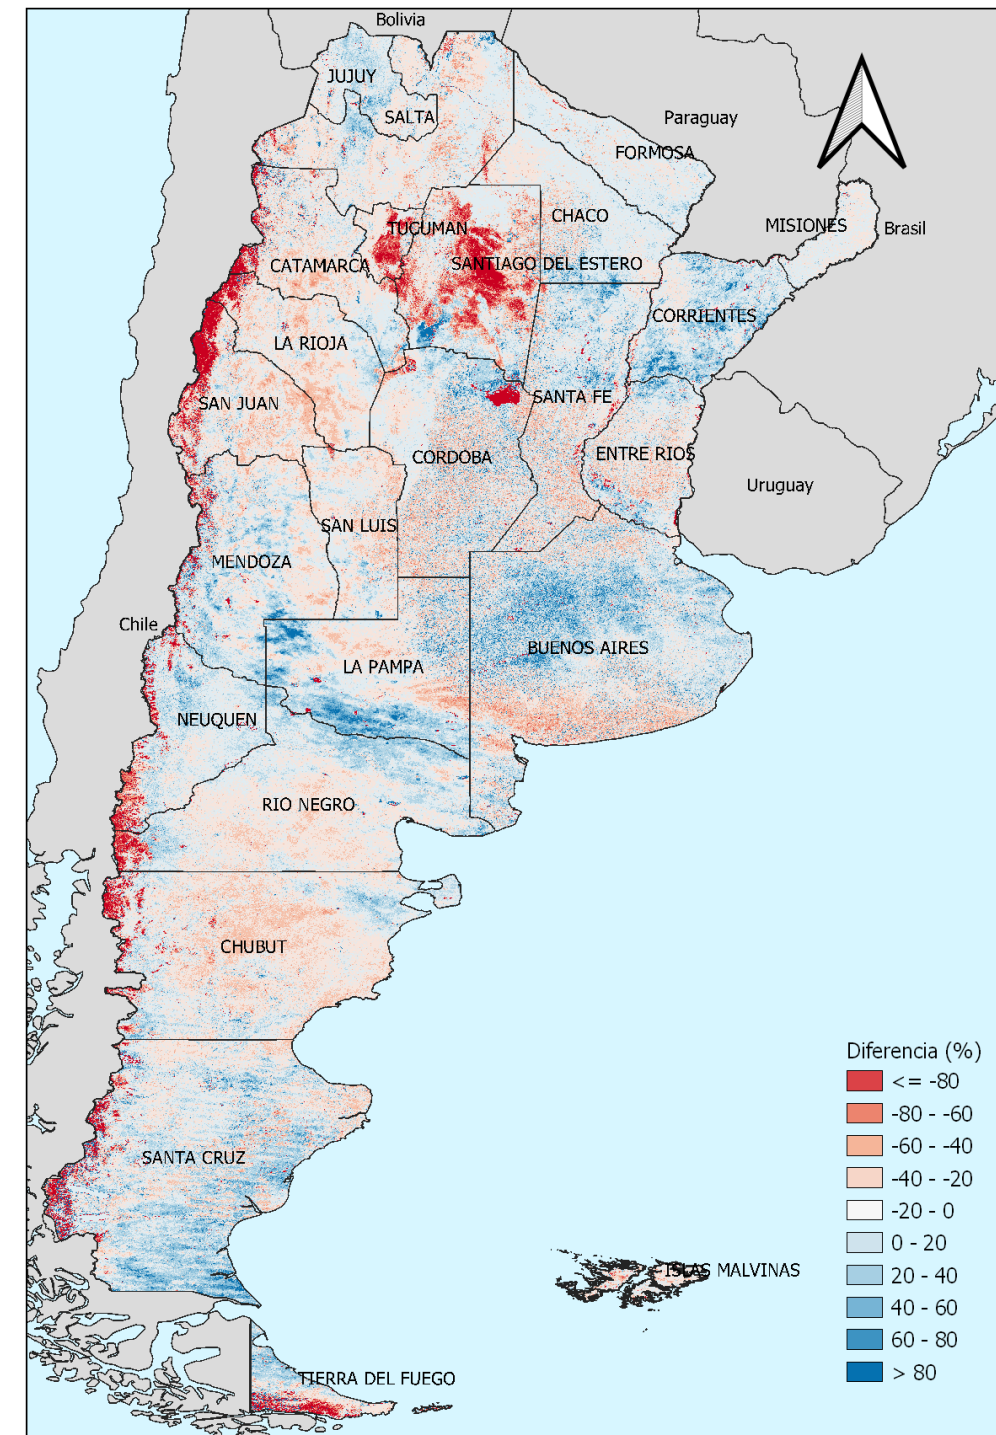 Bolivia
JUJUY
SALTA
Paraguay
FORMOSA
CHACO
MISIONES
Brasil
TUCUMAN
SANTIAGO DEL ESTERO
CATAMARCA
CORRIENTES
LA RIOJA
SANTA FE
SAN JUAN
ENTRE RIOS
CORDOBA
Uruguay
SAN LUIS
MENDOZA
Chile
BUENOS AIRES
LA PAMPA
NEUQUEN
RIO NEGRO
CHUBUT
SANTA CRUZ
ISLAS MALVINAS
TIERRA DEL FUEGO
Diferencia (%)
<= -80
-80 - -60
-60 - -40
-40 - -20
-20 - 0
0 - 20
20 - 40
40 - 60
60 - 80
> 80